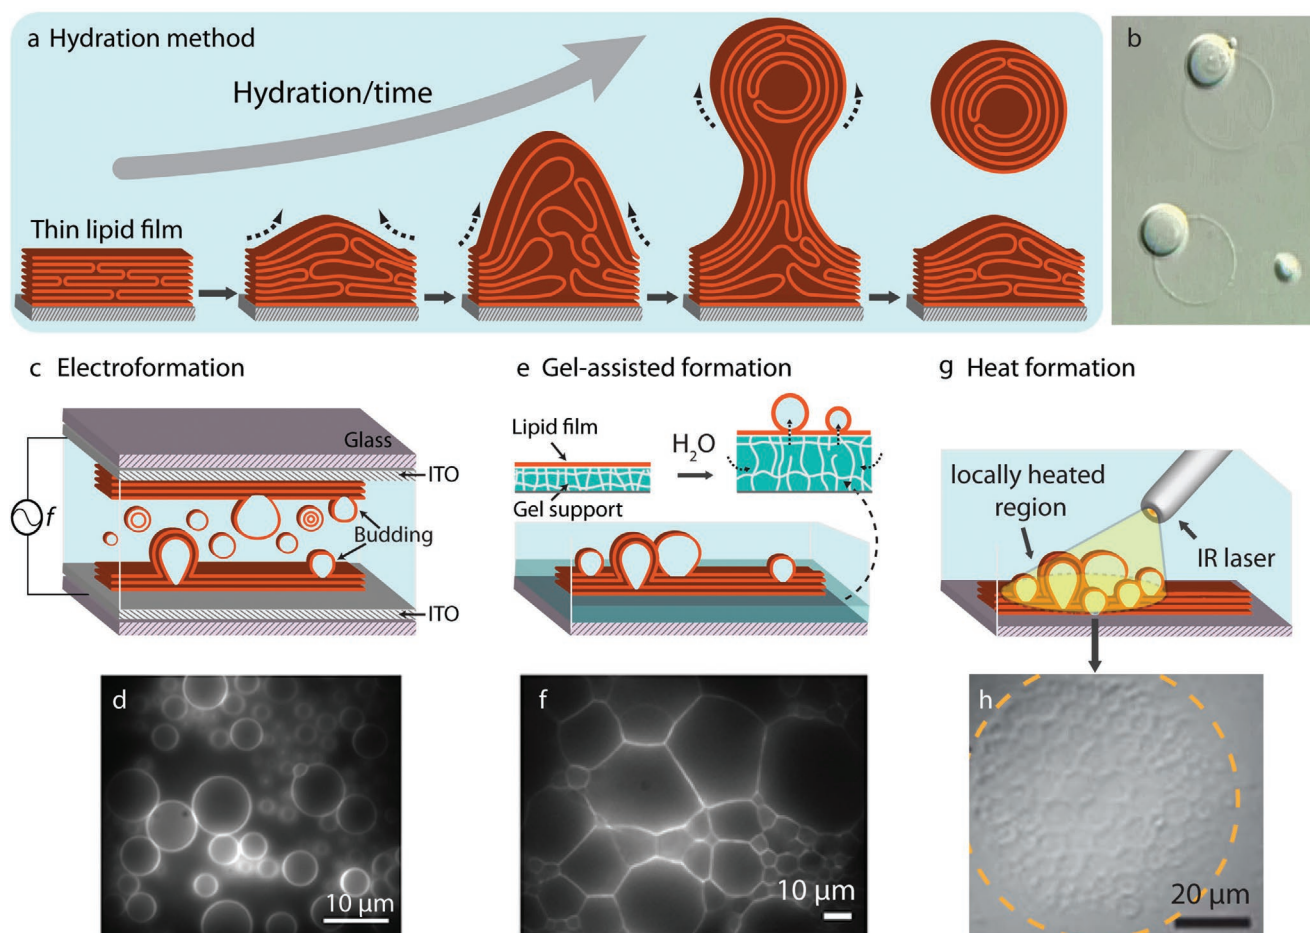 a Hydration method
Hydration/time
Thin lipid film
b
c Electroformation
Glass
ITO
f
Budding
ITO
d
10 μm
e Gel-assisted formation
Lipid film
H₂O
Gel support
f
10 μm
g Heat formation
locally heated
region
IR laser
h
20 μm